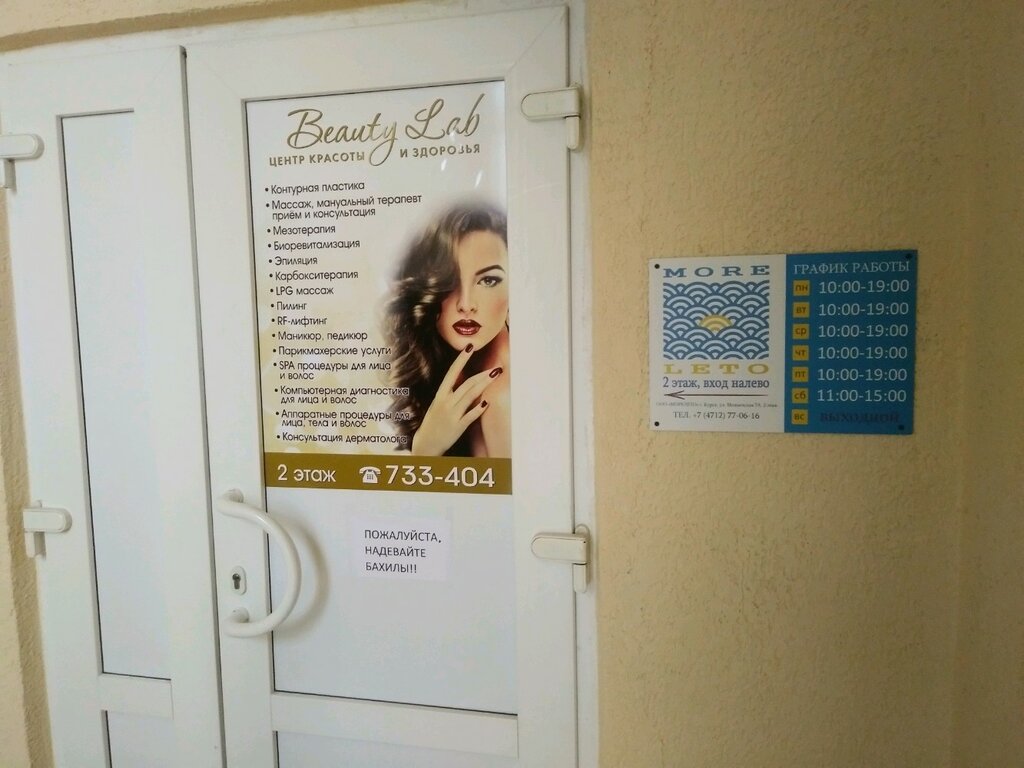 Beauty Lab
ЦЕНТР КРАСОТЫ И ЗДОРОВЬЯ
• Контурная пластика
• Массаж, мануальный терапевт
приём и консультация
• Мезотерапия
• Биоревитализация
• Эпиляция
• Карбокситерапия
• LPG массаж
• Пилинг
• RF-лифтинг
• Маникюр, педикюр
• Парикмахерские услуги
• SPA процедуры для лица
и волос
• Компьютерная диагностика
для лица и волос
• Аппаратные процедуры для
лица, тела и волос
• Консультация дерматолога
2 этаж ☎ 733-404
ПОЖАЛУЙСТА,
НАДЕВАЙТЕ
БАХИЛЫ!!
MORE
LETO
2 этаж, вход налево
ТЕЛ. +7 (4712) 77-06-16
ГРАФИК РАБОТЫ
пн 10:00-19:00
вт 10:00-19:00
ср 10:00-19:00
чт 10:00-19:00
пт 10:00-19:00
сб 11:00-15:00
вс ВЫХОДНОЙ